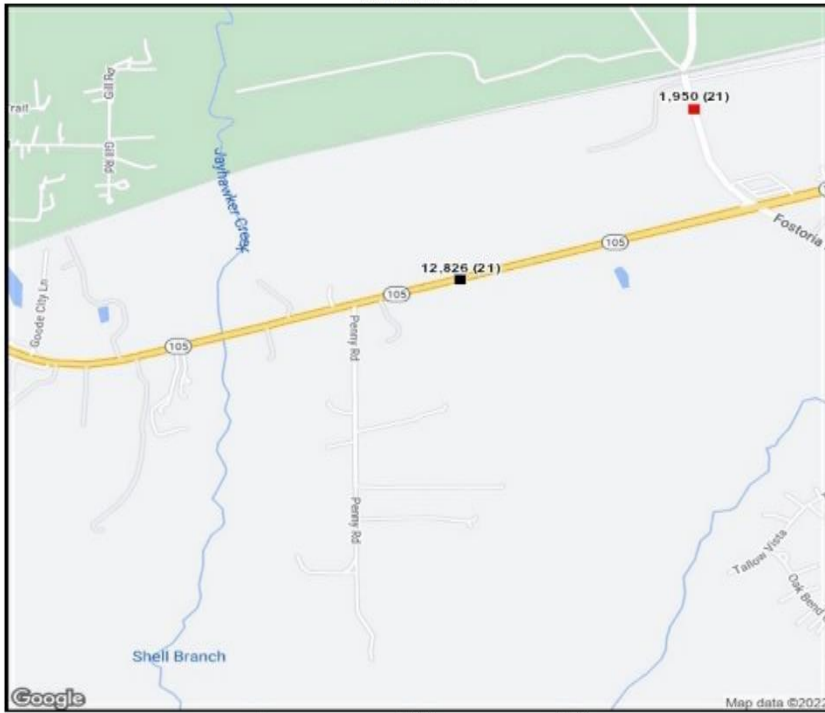 Gill Rd
Trail
Gill Rd
1,950 (21)
Jayhawker Creek
Fostoria
105
12,826 (21)
105
Goode City Ln
105
Penny Rd
Penny Rd
Tallow Vista
Oak Bend
Shell Branch
Google
Map data ©2022